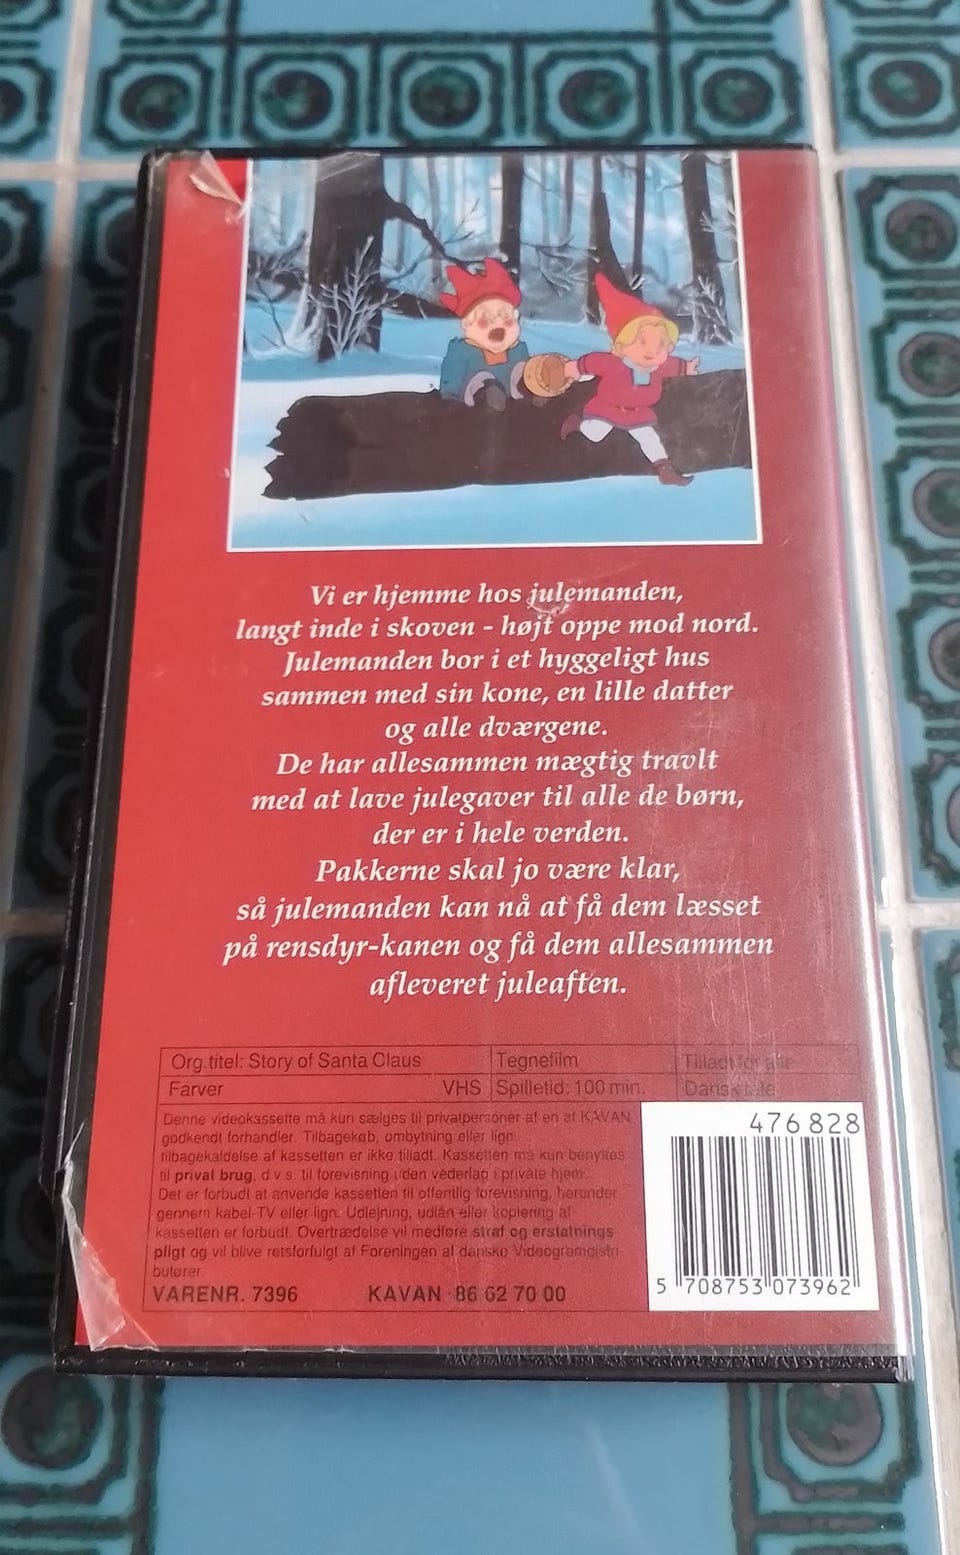 Vi er hjemme hos julemanden,
langt inde i skoven - højt oppe mod nord.
Julemanden bor i et hyggeligt hus
sammen med sin kone, en lille datter
og alle dværgene.
De har allesammen mægtig travlt
med at lave julegaver til alle de børn,
der er i hele verden.
Pakkerne skal jo være klar,
så julemanden kan nå at få dem læsset
på rensdyr-kanen og få dem allesammen
afleveret juleaften.
Org.titel: Story of Santa Claus Tegnefilm Tilladt for alle
Farver VHS Spilletid: 100 min. Dansk tale
Denne videokassette må kun sælges til privatpersoner af en af KAVAN
godkendt forhandler. Tilbagekøb, ombytning eller lign.
tilbagekaldelse af kassetten er ikke tilladt. Kassetten må kun benyttes
til privat brug, d.v.s. til forevisning uden vederlag i private hjem.
Det er forbudt at anvende kassetten til offentlig forevisning, herunder
gennem kabel-TV eller lign. Udlejning, udlån eller kopiering af
kassetten er forbudt. Overtrædelse vil medføre straf og erstatnings
pligt og vil blive retsforfulgt af Foreningen af danske Videogramdistri-
butører.
VARENR. 7396 KAVAN - 86 62 70 00
476828
5 708753 073962